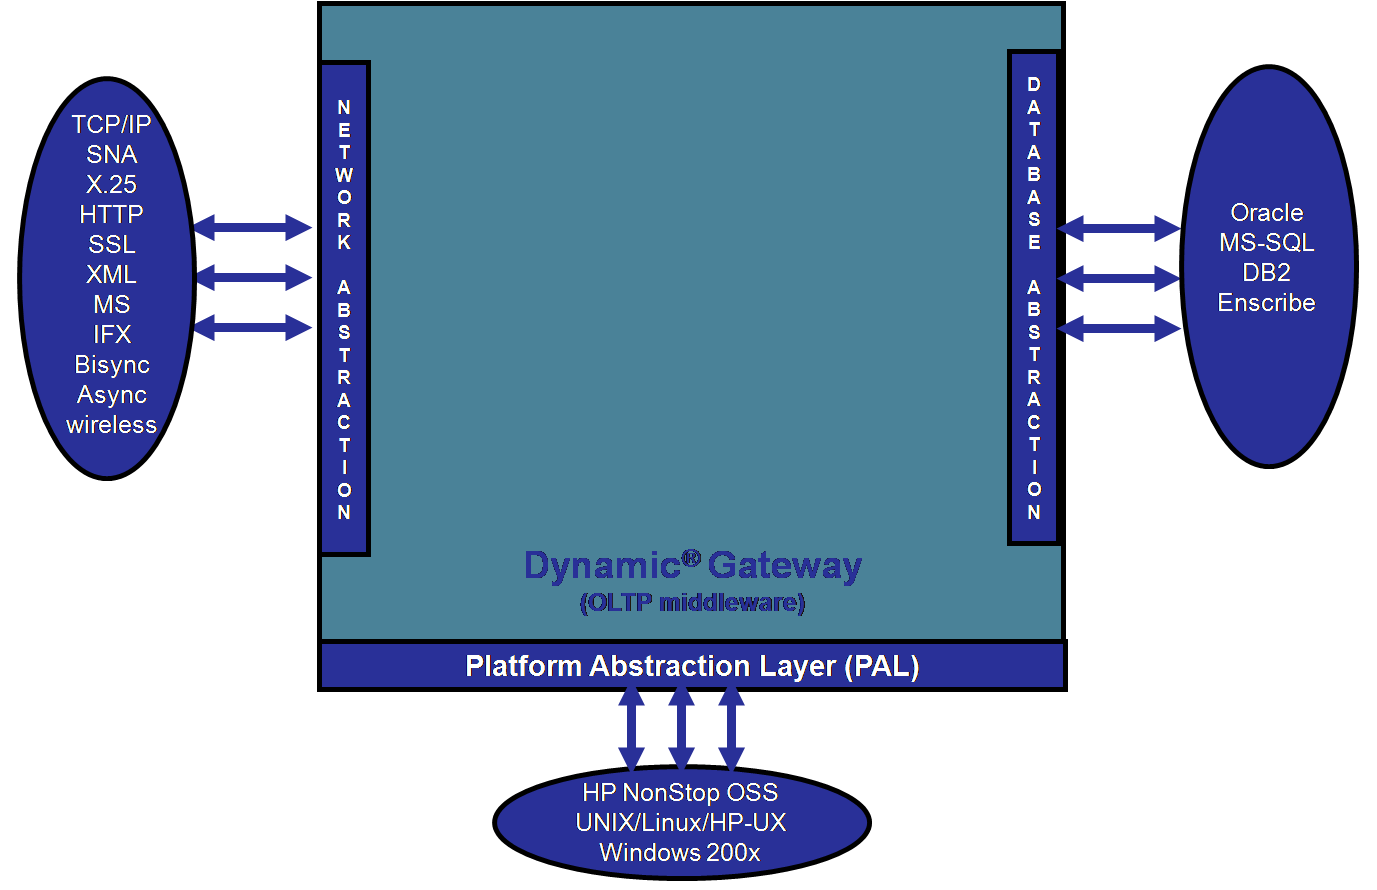 TCP/IP
SNA
X.25
HTTP
SSL
XML
MS
IFX
Bisync
Async
wireless
NETWORK ABSTRACTION
DATABASE ABSTRACTION
Oracle
MS-SQL
DB2
Enscribe
Dynamic® Gateway
(OLTP middleware)
Platform Abstraction Layer (PAL)
HP NonStop OSS
UNIX/Linux/HP-UX
Windows 200x